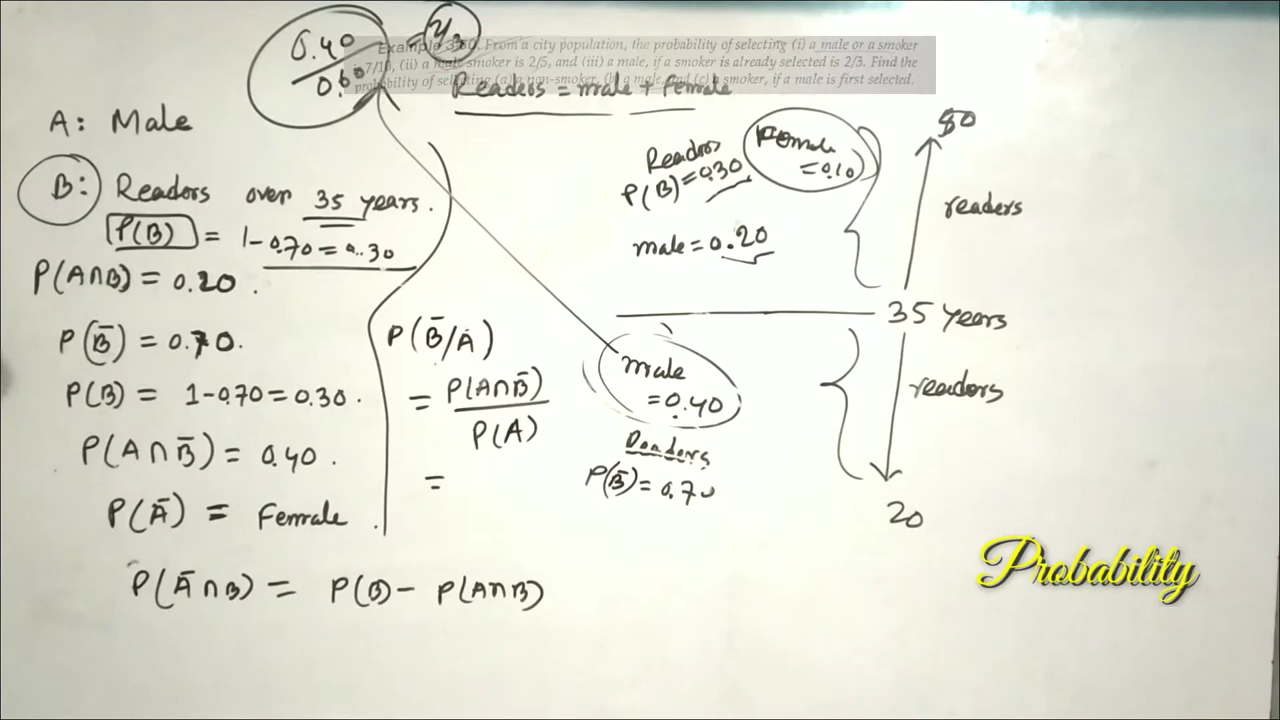 0.40
0.60
= 2/3
Example 3.50. From a city population, the probability of selecting (i) a male or a smoker
is 7/10, (ii) a male smoker is 2/5, and (iii) a male, if a smoker is already selected is 2/3. Find the
probability of selecting (a) a non-smoker, (b) a male, and (c) a smoker, if a male is first selected.
Readers = male + female
A: Male
B: Readers over 35 years.
P(B) = 1-0.70 = 0.30
P(A∩B) = 0.20.
P(B̄) = 0.70.
P(B) = 1-0.70 = 0.30.
P(A∩B̄) = 0.40.
P(Ā) = Female.
P(Ā∩B) = P(B) - P(A∩B)
P(B̄/A)
= P(A∩B̄)
P(A)
=
Readers
P(B)=0.30
Female
=0.10
male = 0.20
80
readers
35 years
male
=0.40
Readers
P(B̄) = 0.70
readers
20
Probability